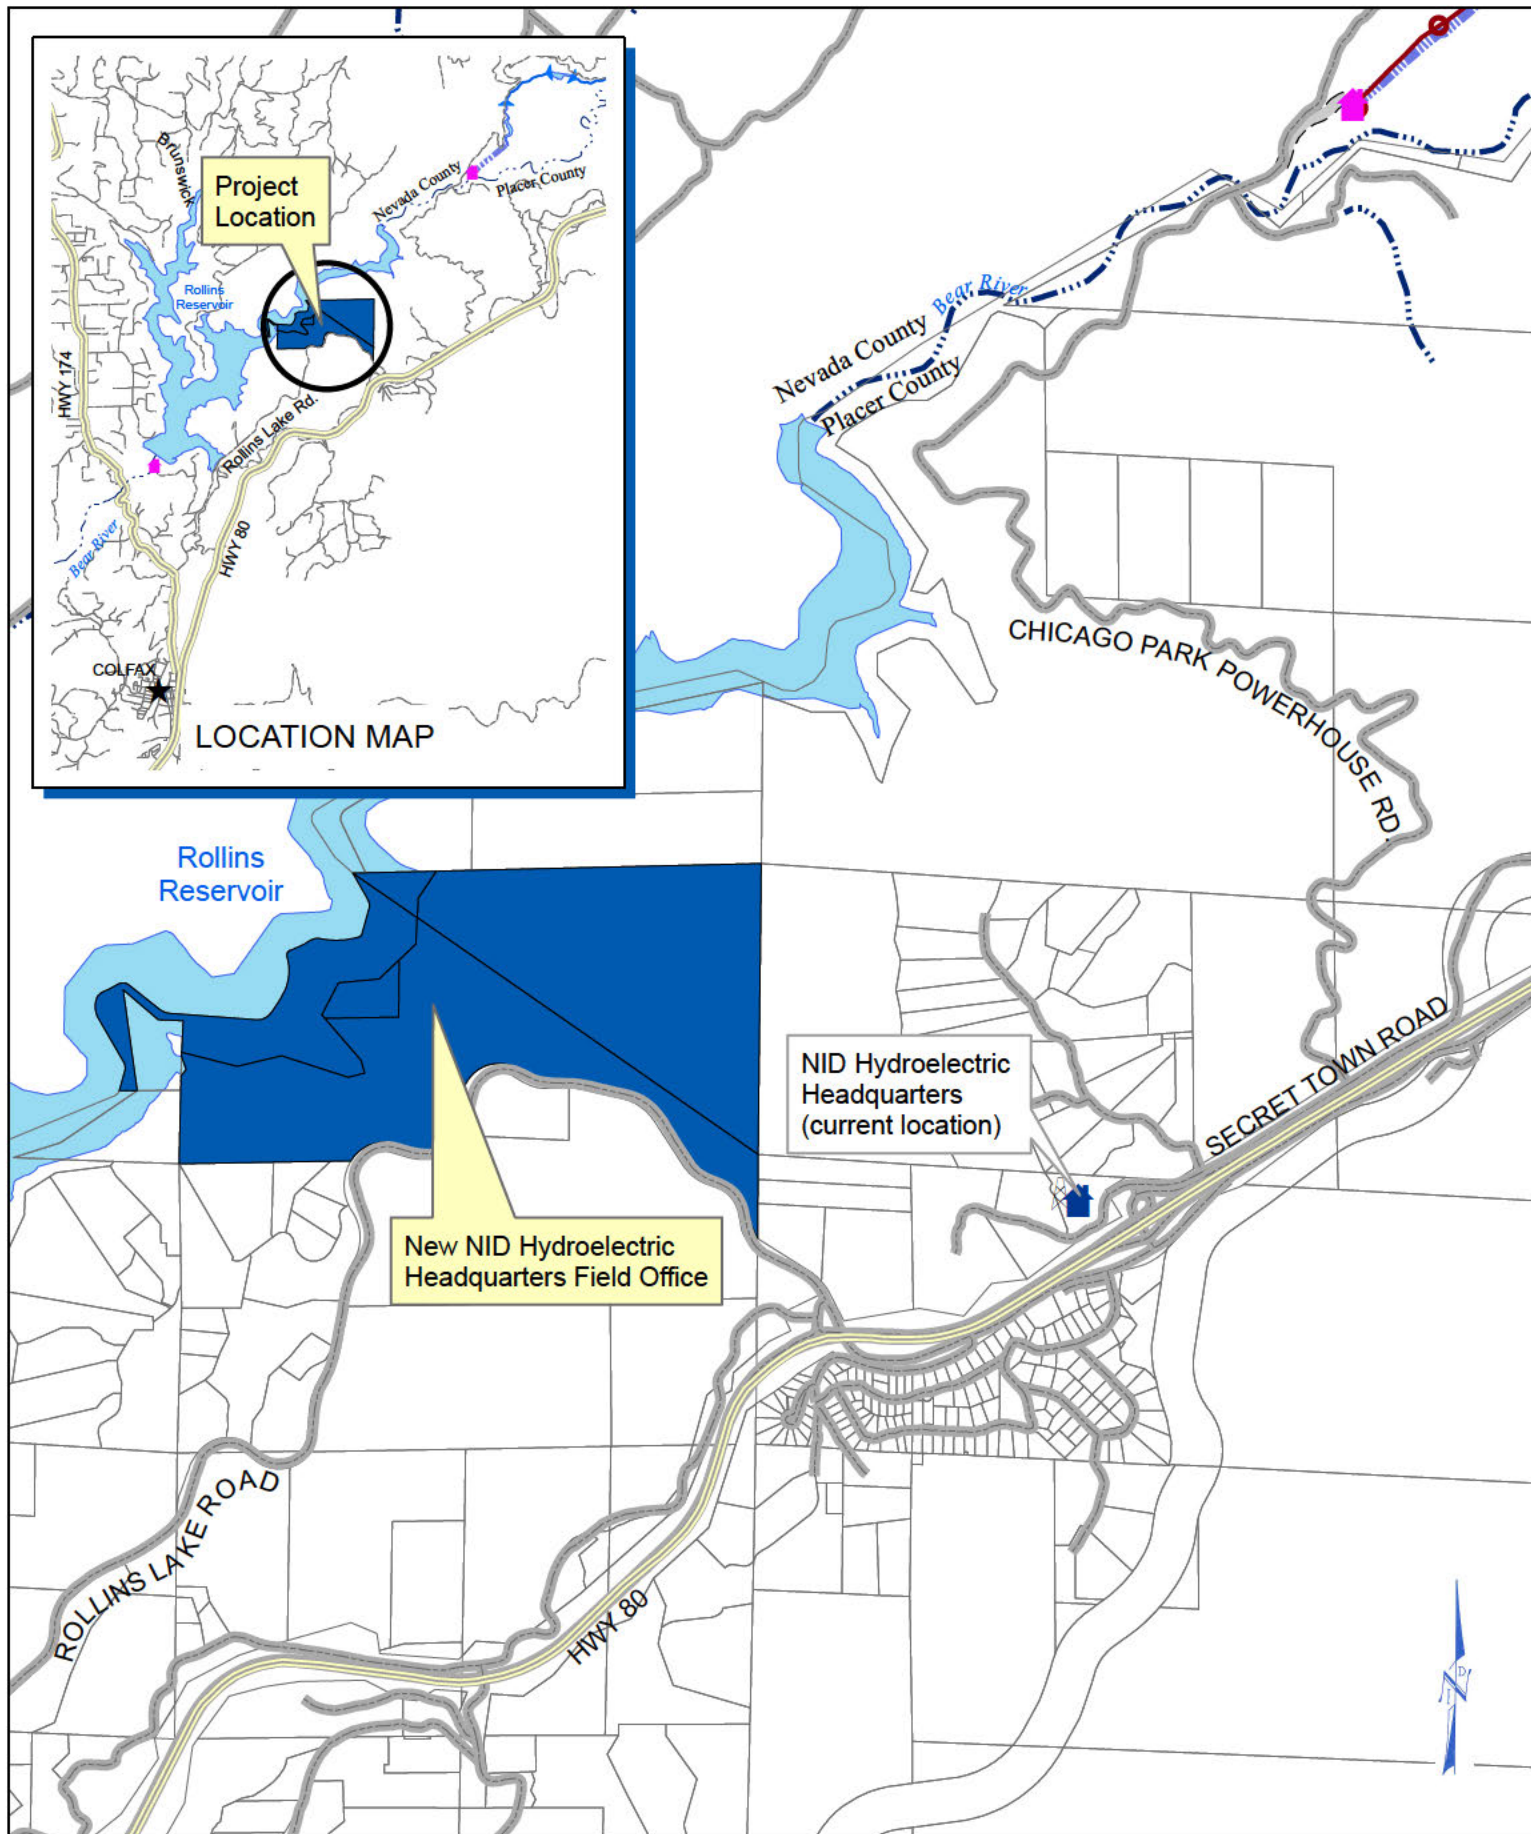 Brunswick
Project
Location
Nevada County
Placer County
Rollins
Reservoir
HWY 174
Rollins Lake Rd.
HWY 80
Bear River
COLFAX
LOCATION MAP
Bear River
Nevada County
Placer County
CHICAGO PARK POWERHOUSE RD.
Rollins
Reservoir
NID Hydroelectric
Headquarters
(current location)
SECRET TOWN ROAD
New NID Hydroelectric
Headquarters Field Office
ROLLINS LAKE ROAD
HWY 80
N
I
D